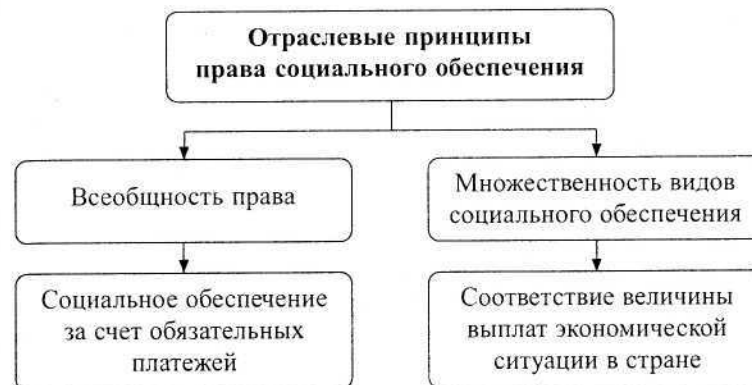 Отраслевые принципы
права социального обеспечения
Всеобщность права
Множественность видов
социального обеспечения
Социальное обеспечение
за счет обязательных
платежей
Соответствие величины
выплат экономической
ситуации в стране